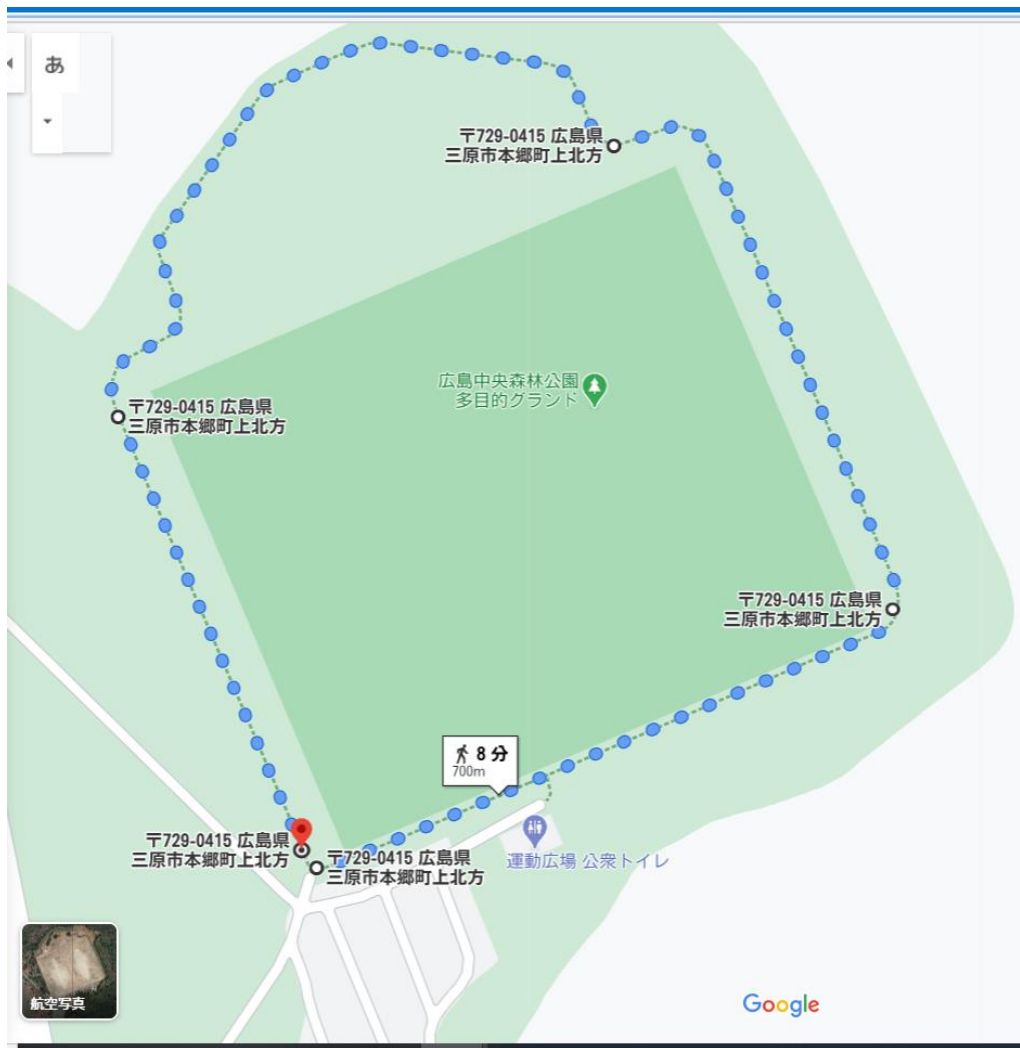 あ
〒729-0415 広島県
三原市本郷町上北方
広島中央森林公園
多目的グランド
〒729-0415 広島県
三原市本郷町上北方
〒729-0415 広島県
三原市本郷町上北方
8 分
700m
〒729-0415 広島県
三原市本郷町上北方
〒729-0415 広島県
三原市本郷町上北方
運動広場 公衆トイレ
航空写真
Google